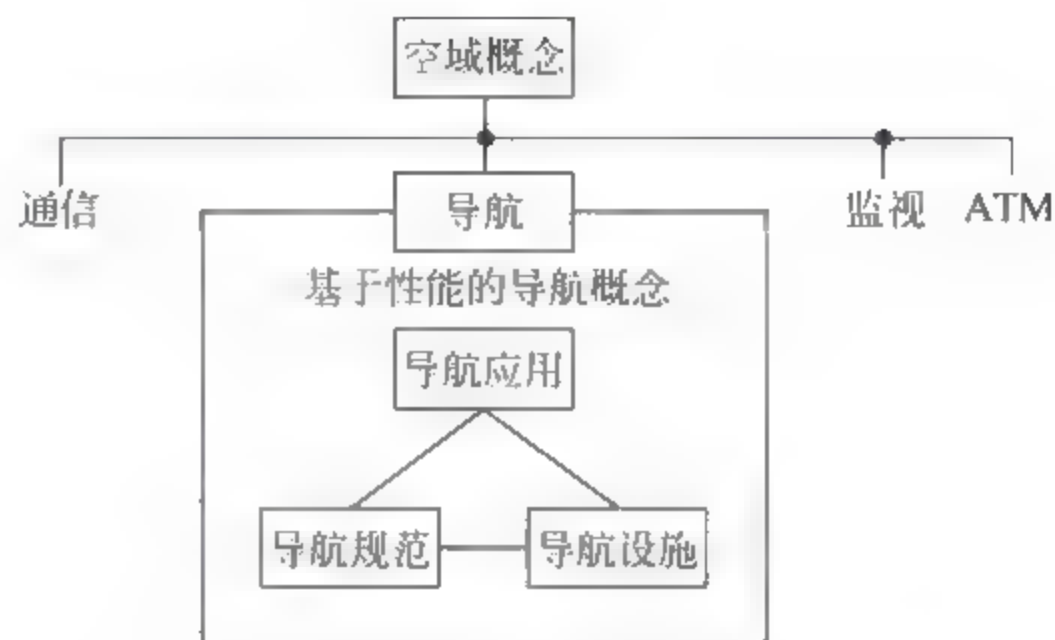 空域概念
通信
导航
监视
ATM
基于性能的导航概念
导航应用
导航规范
导航设施